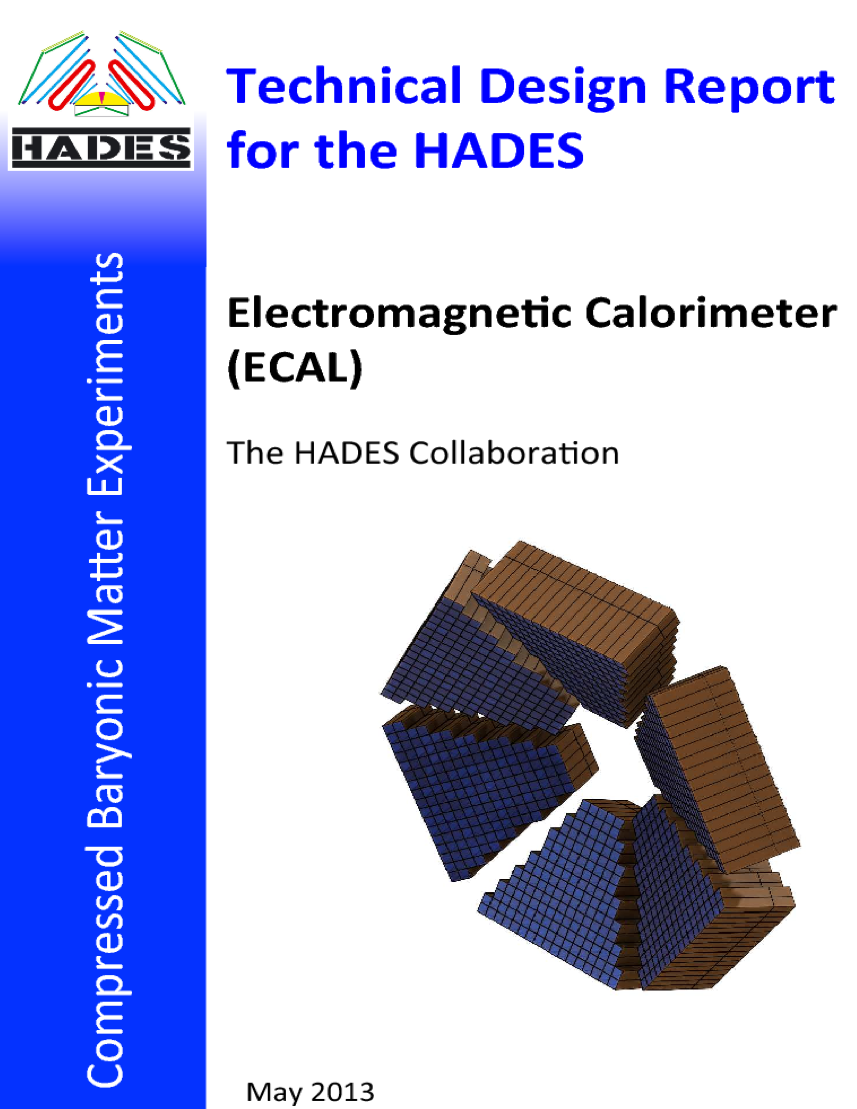 HADES
Technical Design Report
for the HADES
Electromagnetic Calorimeter
(ECAL)
The HADES Collaboration
Compressed Baryonic Matter Experiments
May 2013